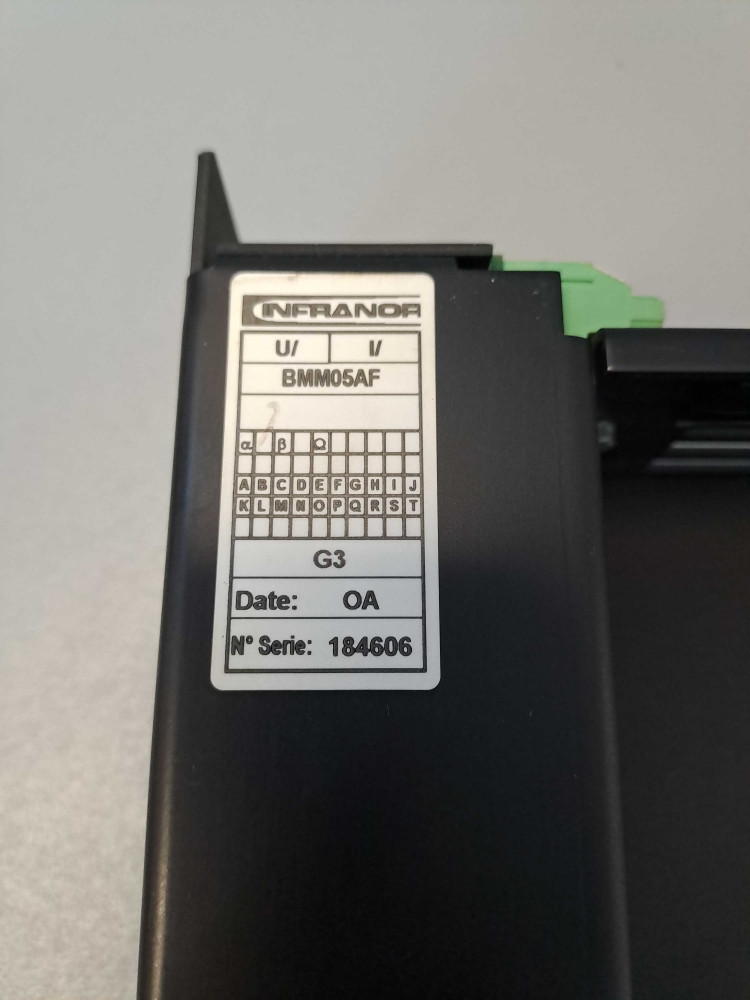 INFRANOR
U/ I/
BMM05AF
α β Ω
A B C D E F G H I J
K L M N O P Q R S T
G3
Date: OA
N° Serie: 184606